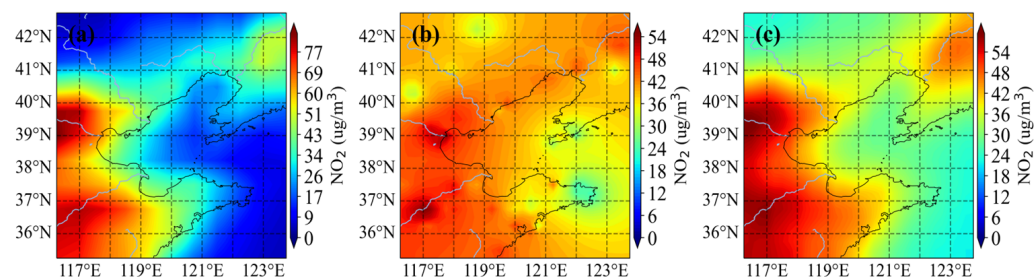 (a)
42°N
41°N
40°N
39°N
38°N
37°N
36°N
117°E 119°E 121°E 123°E
77
69
60
51
43
34
26
17
9
0
NO₂ (ug/m³)
(b)
42°N
41°N
40°N
39°N
38°N
37°N
36°N
117°E 119°E 121°E 123°E
54
48
42
36
30
24
18
12
6
0
NO₂ (ug/m³)
(c)
42°N
41°N
40°N
39°N
38°N
37°N
36°N
117°E 119°E 121°E 123°E
54
48
42
36
30
24
18
12
6
0
NO₂ (ug/m³)